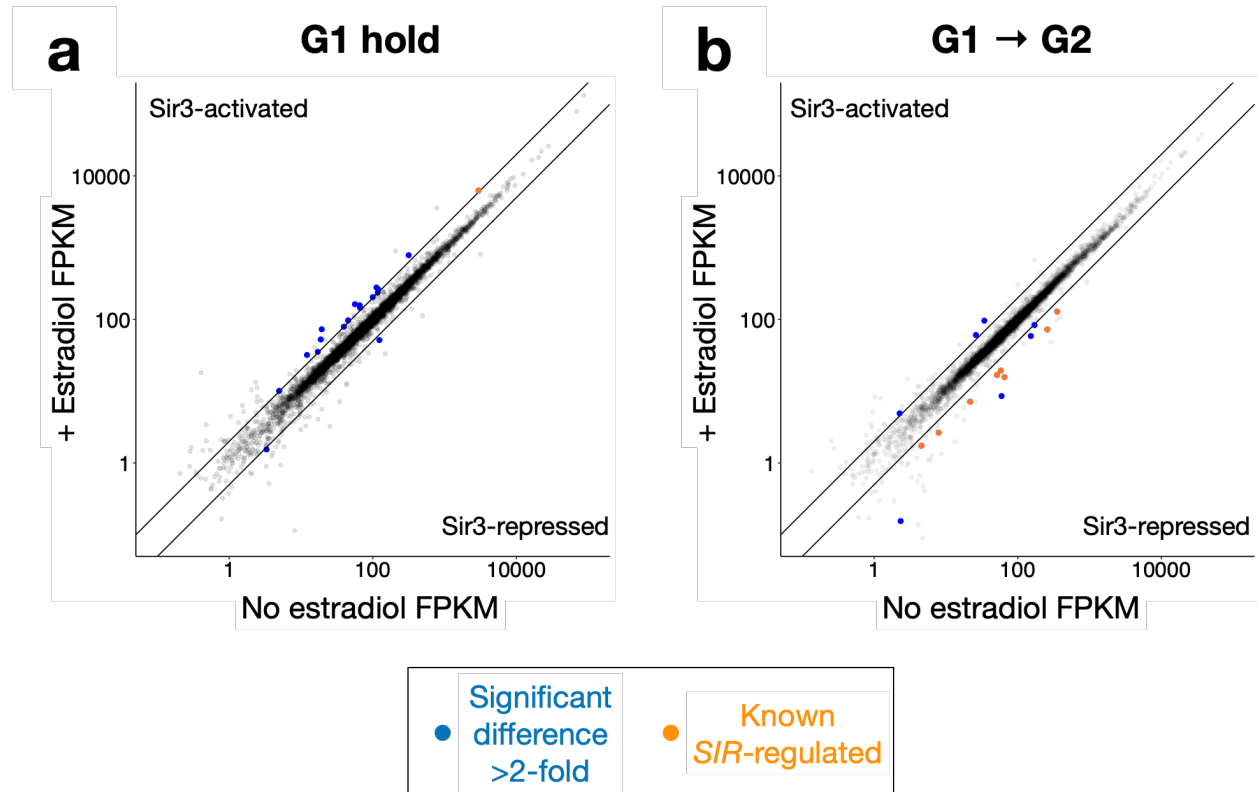 a
G1 hold
Sir3-activated
10000
100
1
+ Estradiol FPKM
Sir3-repressed
1
100
10000
No estradiol FPKM
b
G1 → G2
Sir3-activated
10000
100
1
+ Estradiol FPKM
Sir3-repressed
1
100
10000
No estradiol FPKM
Significant
difference
>2-fold
Known
SIR-regulated